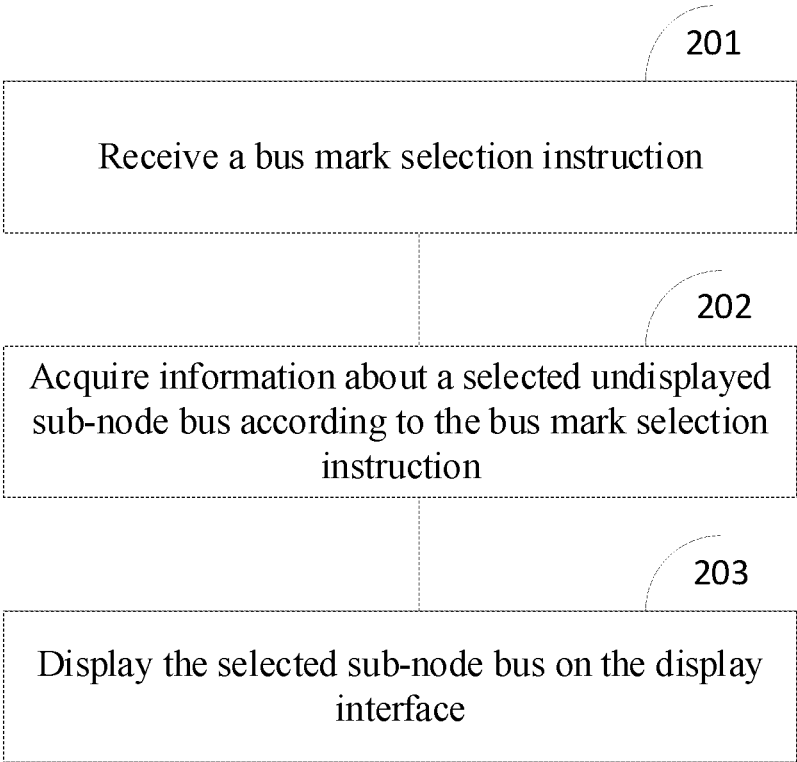 201
Receive a bus mark selection instruction
202
Acquire information about a selected undisplayed
sub-node bus according to the bus mark selection
instruction
203
Display the selected sub-node bus on the display
interface